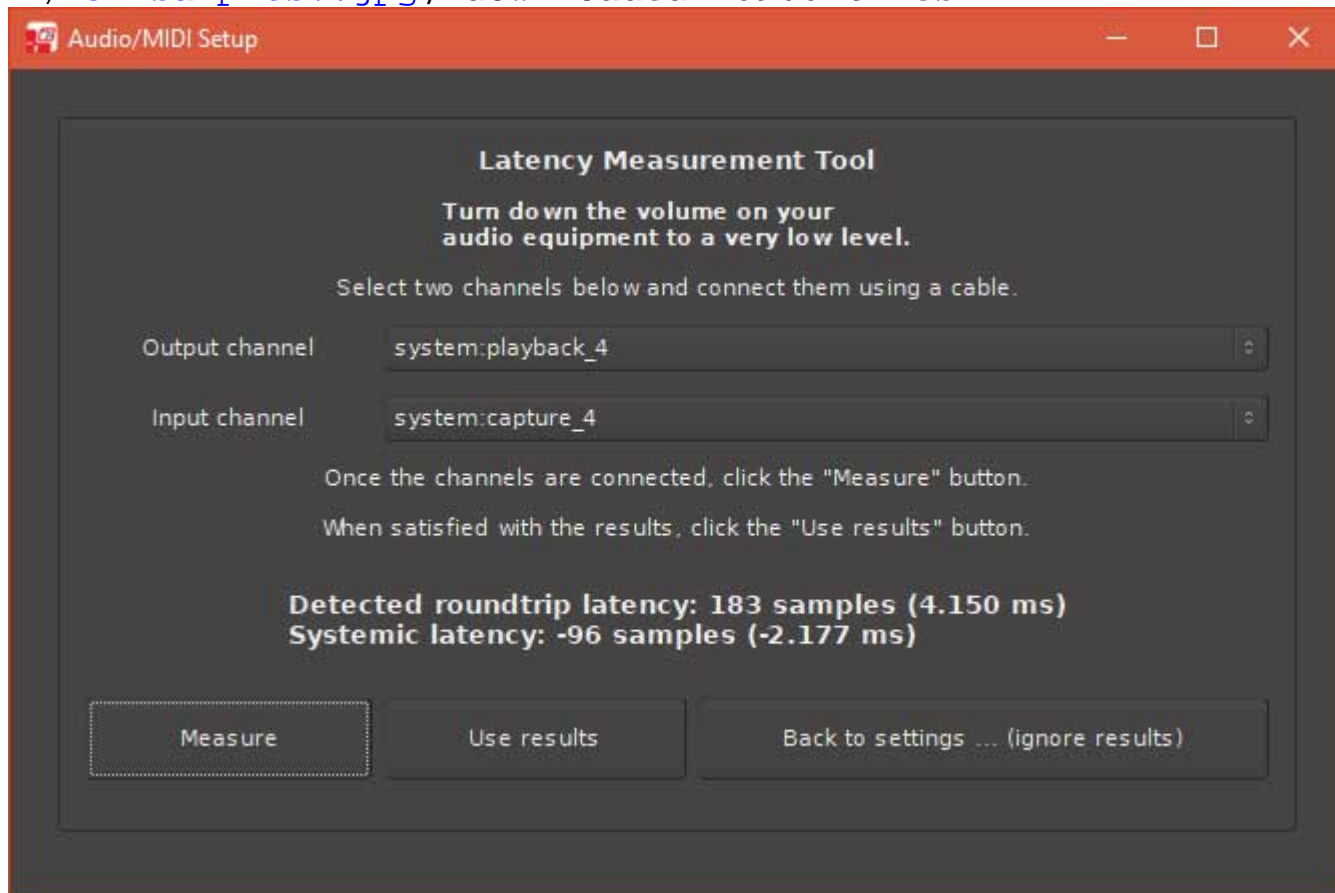 Audio/MIDI Setup
Latency Measurement Tool
Turn down the volume on your
audio equipment to a very low level.
Select two channels below and connect them using a cable.
Output channel system:playback_4
Input channel system:capture_4
Once the channels are connected, click the "Measure" button.
When satisfied with the results, click the "Use results" button.
Detected roundtrip latency: 183 samples (4.150 ms)
Systemic latency: -96 samples (-2.177 ms)
Measure Use results Back to settings ... (ignore results)